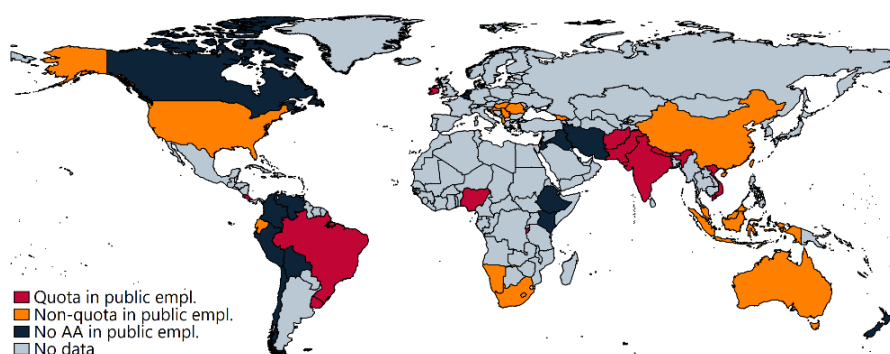 Quota in public empl.
Non-quota in public empl.
No AA in public empl.
No data